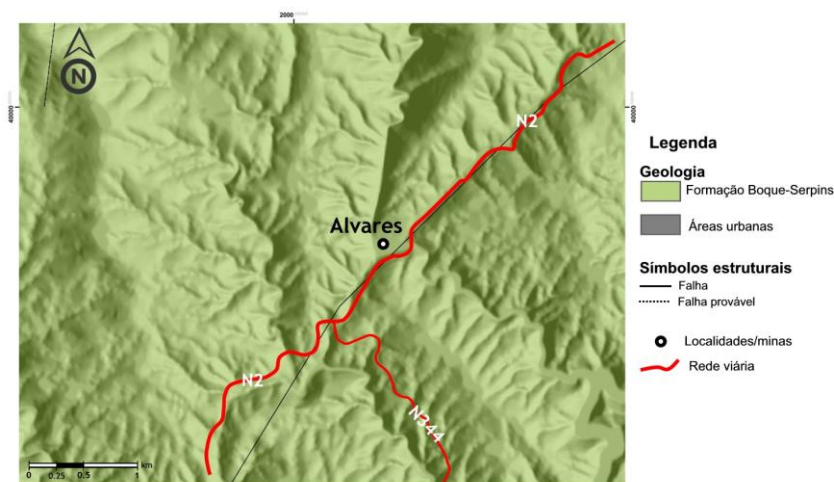 2000
40000
40000
N
N2
Alvares
N2
N344
0 0.25 0.5 1 km
Legenda
Geologia
Formação Boque-Serpins
Áreas urbanas
Símbolos estruturais
Falha
Falha provável
Localidades/minas
Rede viária